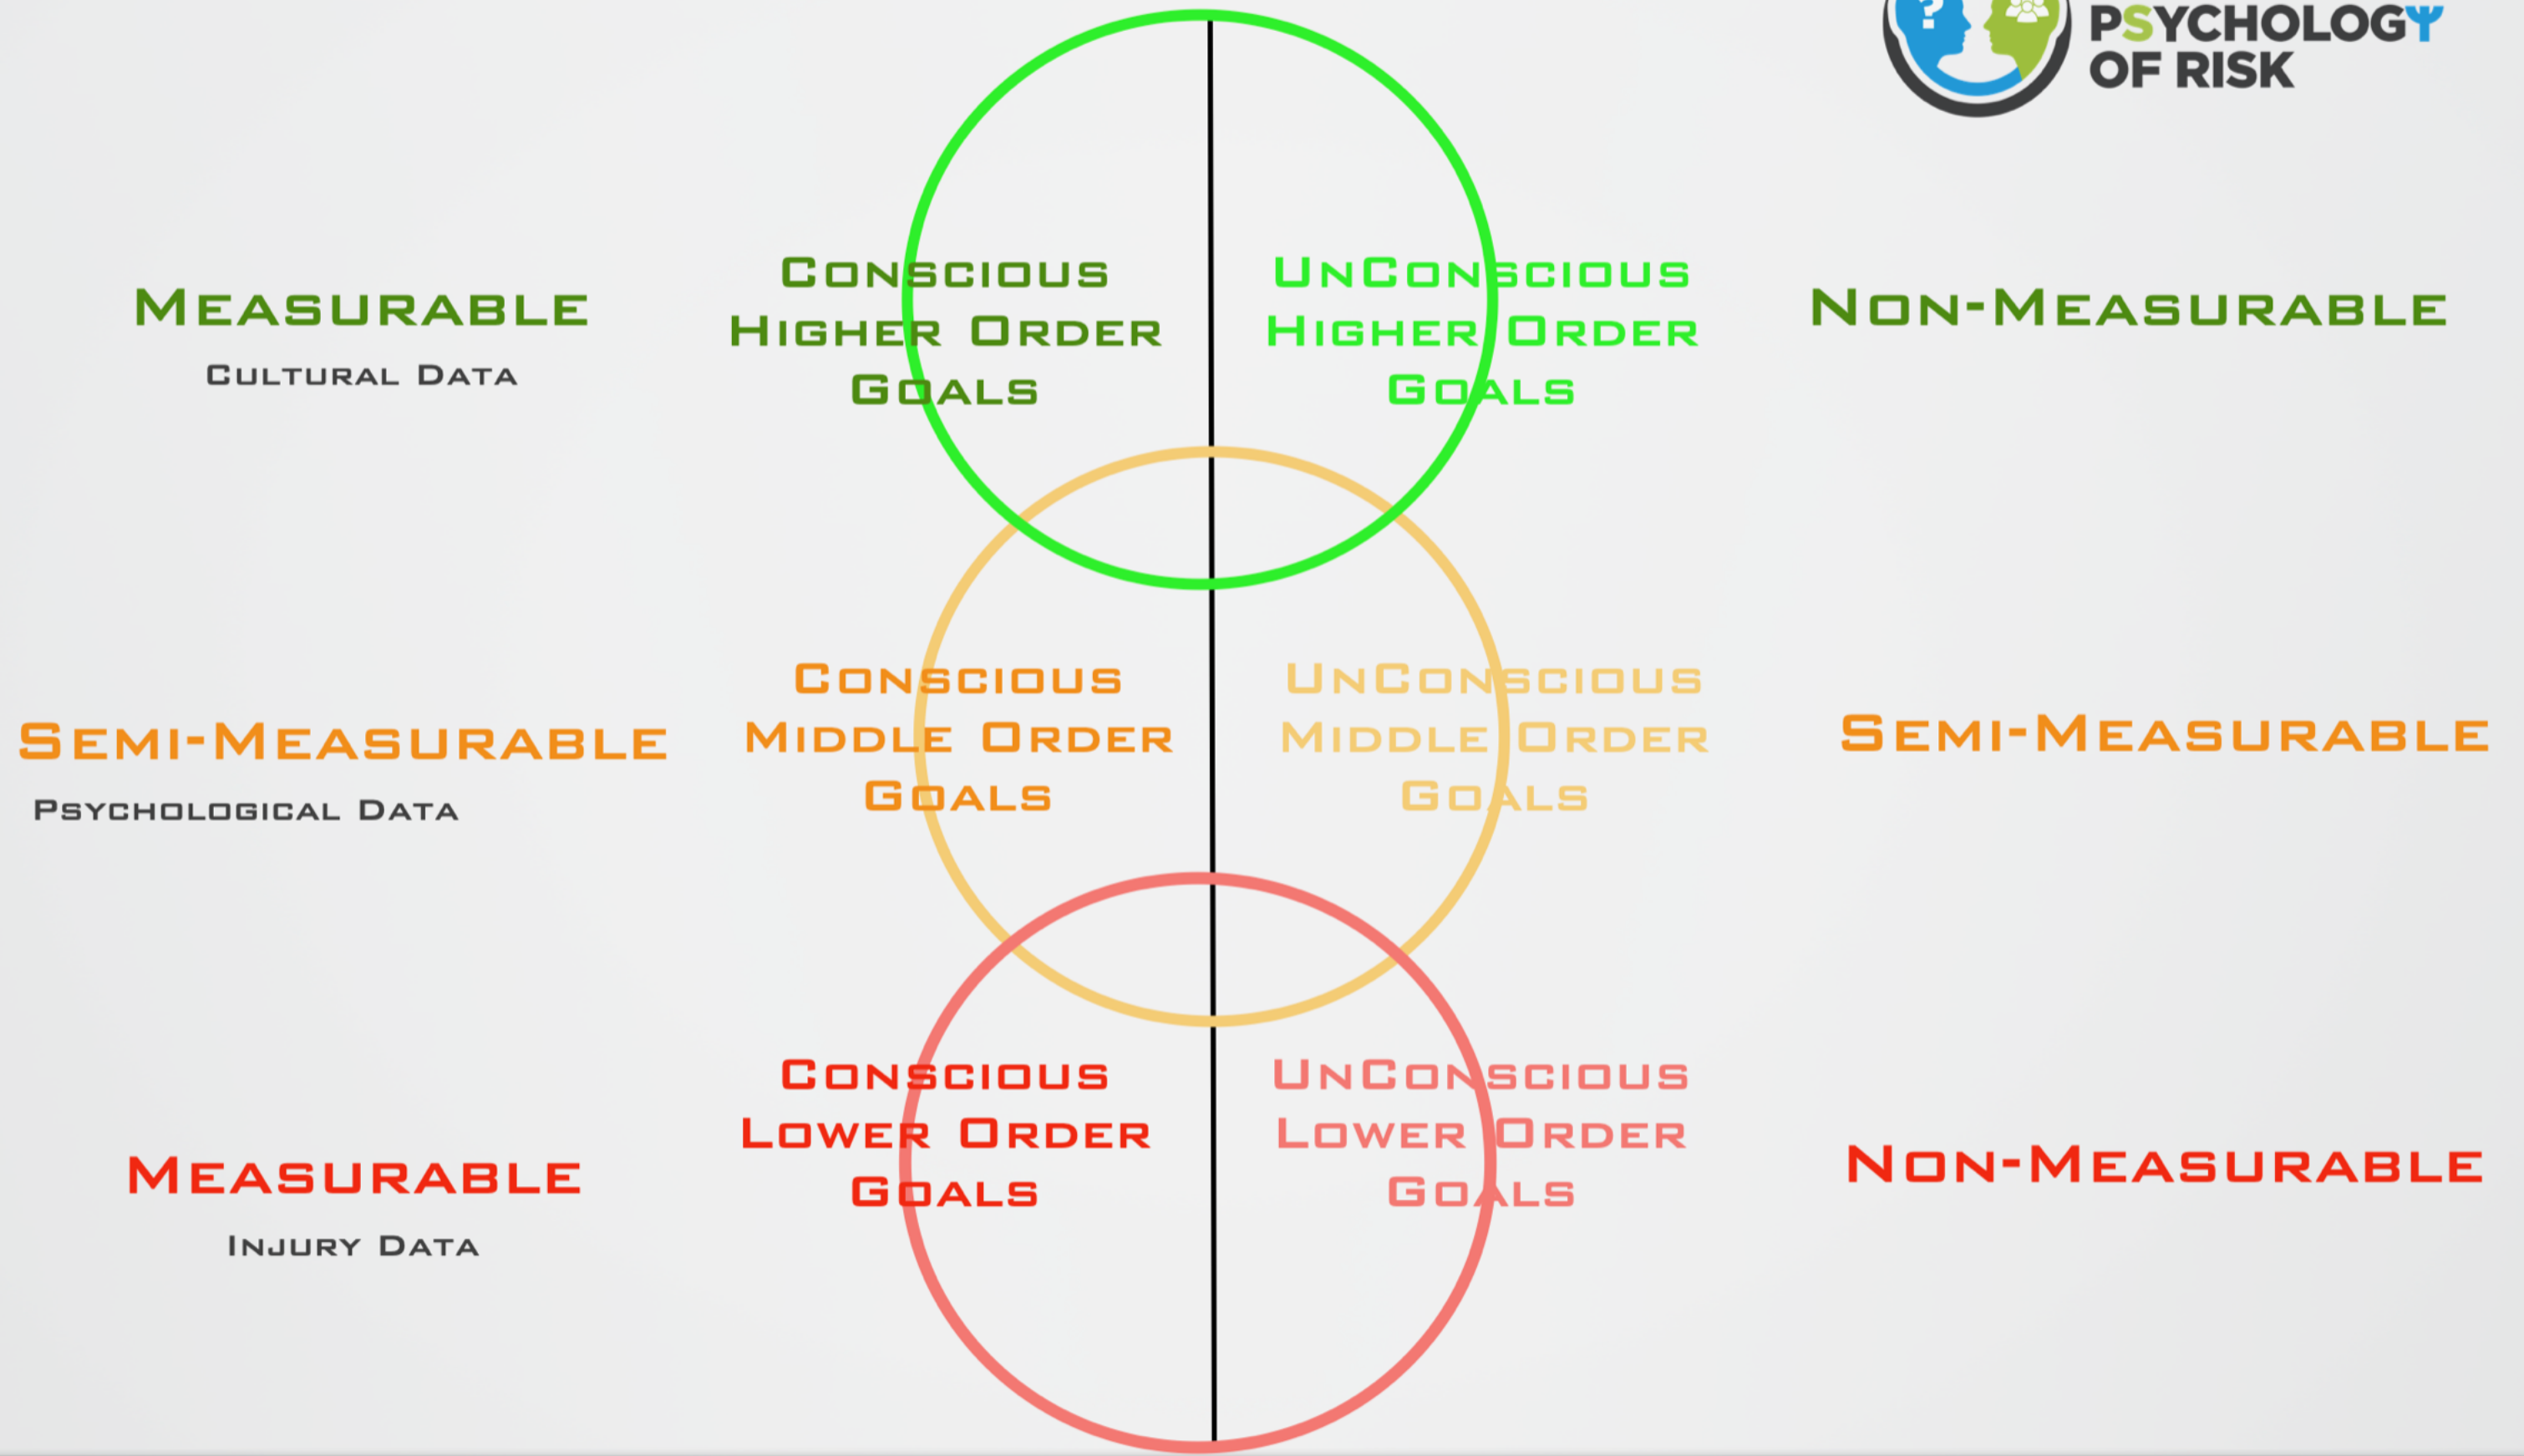 PSYCHOLOGY
OF RISK
Measurable
Cultural Data
Conscious
Higher Order
Goals
UnConscious
Higher Order
Goals
Non-Measurable
Semi-Measurable
Psychological Data
Conscious
Middle Order
Goals
UnConscious
Middle Order
Goals
Semi-Measurable
Measurable
Injury Data
Conscious
Lower Order
Goals
UnConscious
Lower Order
Goals
Non-Measurable